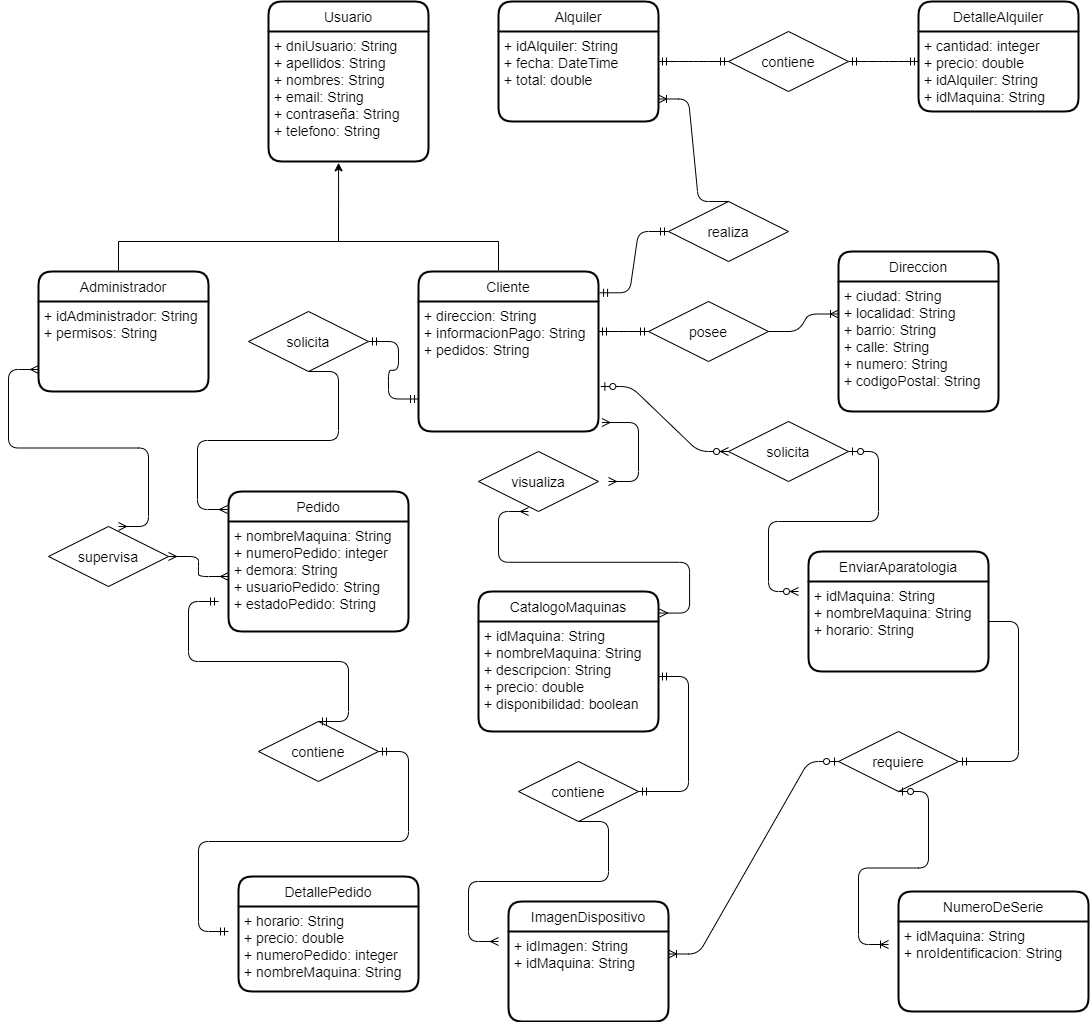 Usuario
+ dniUsuario: String
+ apellidos: String
+ nombres: String
+ email: String
+ contraseña: String
+ telefono: String
Alquiler
+ idAlquiler: String
+ fecha: DateTime
+ total: double
contiene
DetalleAlquiler
+ cantidad: integer
+ precio: double
+ idAlquiler: String
+ idMaquina: String
realiza
Administrador
+ idAdministrador: String
+ permisos: String
solicita
Cliente
+ direccion: String
+ informacionPago: String
+ pedidos: String
posee
Direccion
+ ciudad: String
+ localidad: String
+ barrio: String
+ calle: String
+ numero: String
+ codigoPostal: String
visualiza
solicita
supervisa
Pedido
+ nombreMaquina: String
+ numeroPedido: integer
+ demora: String
+ usuarioPedido: String
+ estadoPedido: String
CatalogoMaquinas
+ idMaquina: String
+ nombreMaquina: String
+ descripcion: String
+ precio: double
+ disponibilidad: boolean
EnviarAparatologia
+ idMaquina: String
+ nombreMaquina: String
+ horario: String
contiene
contiene
requiere
DetallePedido
+ horario: String
+ precio: double
+ numeroPedido: integer
+ nombreMaquina: String
ImagenDispositivo
+ idImagen: String
+ idMaquina: String
NumeroDeSerie
+ idMaquina: String
+ nroIdentificacion: String